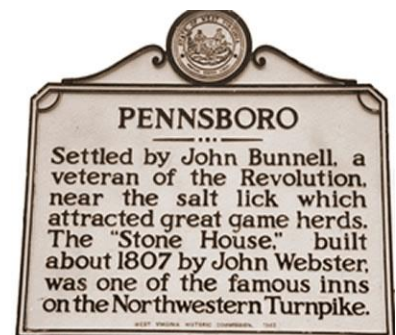 PENNSBORO
Settled by John Bunnell, a
veteran of the Revolution,
near the salt lick which
attracted great game herds.
The "Stone House," built
about 1807 by John Webster,
was one of the famous inns
on the Northwestern Turnpike.
WEST VIRGINIA HISTORIC COMMISSION,